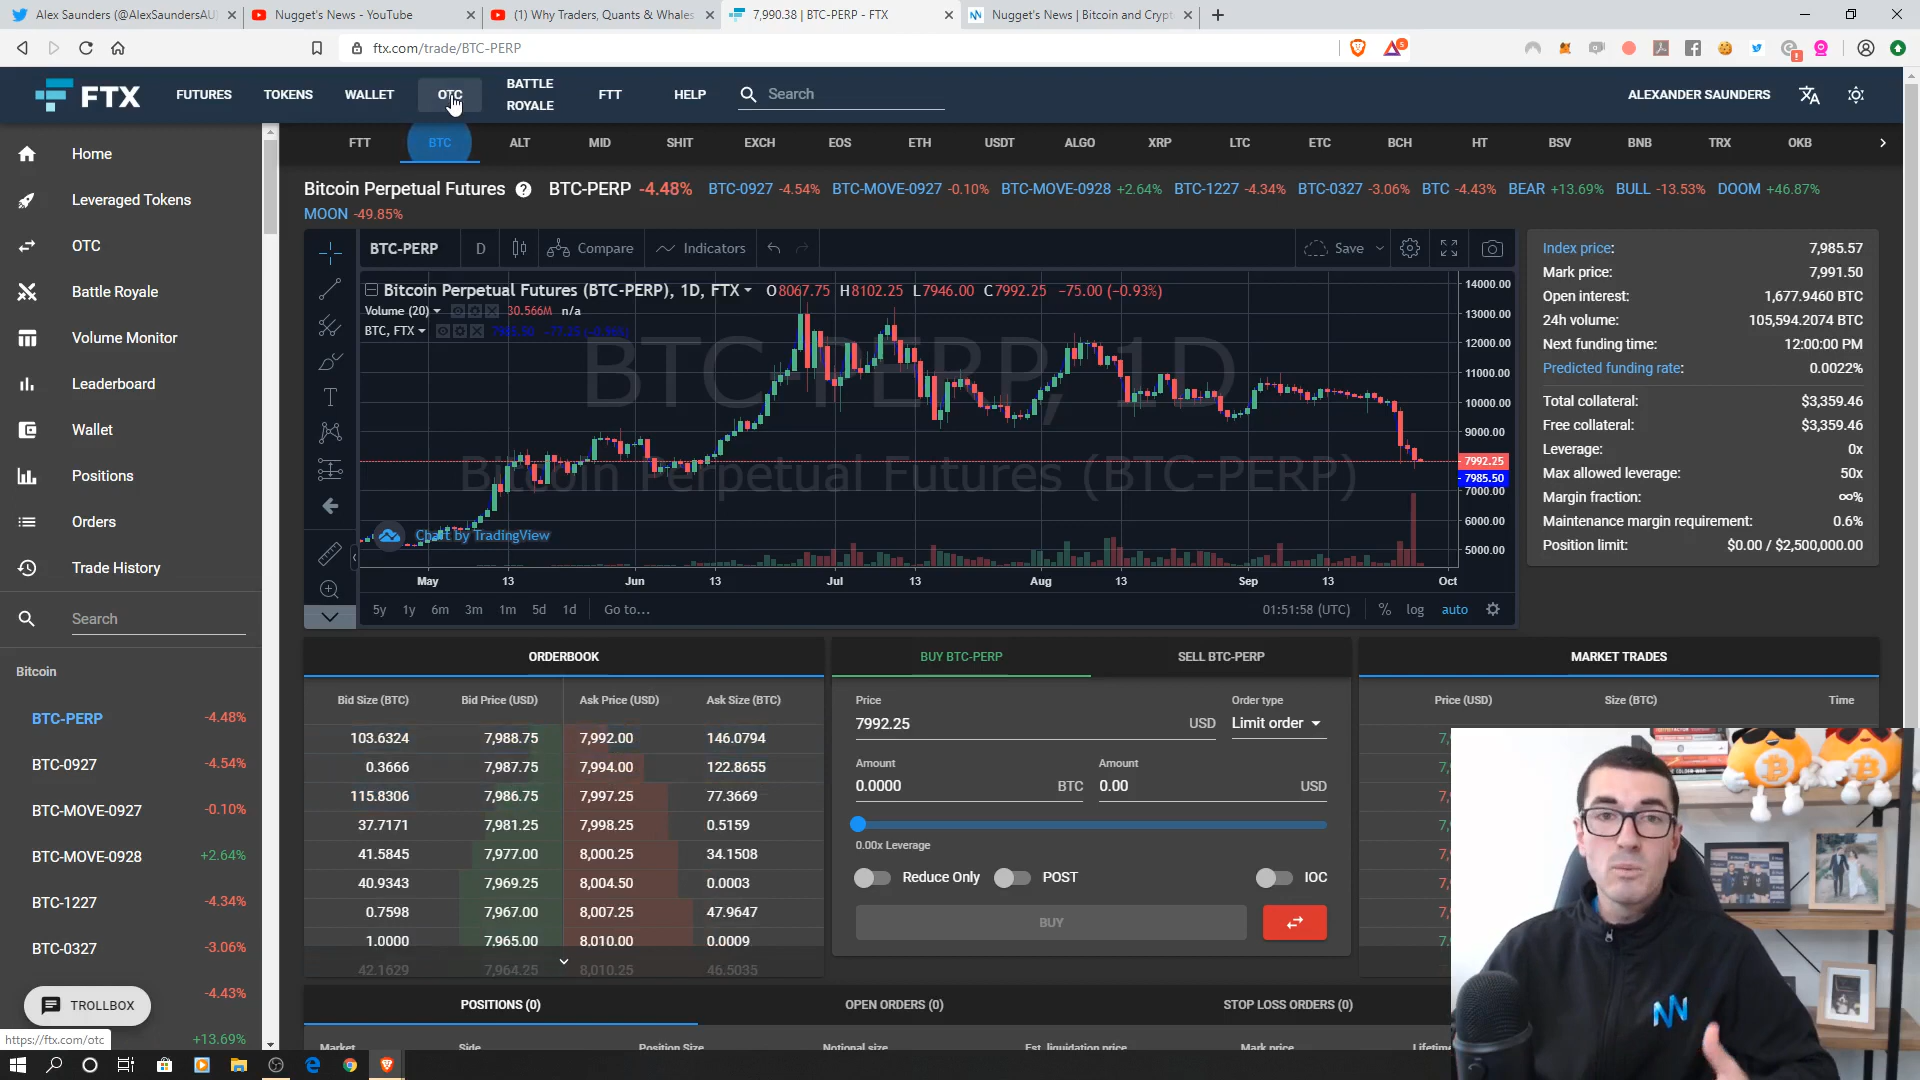 Alex Saunders (@AlexSaundersAU)
Nugget's News - YouTube
(1) Why Traders, Quants & Whales
7,990.38 | BTC-PERP - FTX
Nugget's News | Bitcoin and Crypt
ftx.com/trade/BTC-PERP
FTX
FUTURES
TOKENS
WALLET
OTC
BATTLE
ROYALE
FTT
HELP
Search
ALEXANDER SAUNDERS
FTT
BTC
ALT
MID
SHIT
EXCH
EOS
ETH
USDT
ALGO
XRP
LTC
ETC
BCH
HT
BSV
BNB
TRX
OKB
Home
Leveraged Tokens
OTC
Battle Royale
Volume Monitor
Leaderboard
Wallet
Positions
Orders
Trade History
Search
Bitcoin
BTC-PERP -4.48%
BTC-0927 -4.54%
BTC-MOVE-0927 -0.10%
BTC-MOVE-0928 +2.64%
BTC-1227 -4.34%
BTC-0327 -3.06%
-4.43%
TROLLBOX
+13.69%
https://ftx.com/otc
Bitcoin Perpetual Futures BTC-PERP -4.48% BTC-0927 -4.54% BTC-MOVE-0927 -0.10% BTC-MOVE-0928 +2.64% BTC-1227 -4.34% BTC-0327 -3.06% BTC -4.43% BEAR +13.69% BULL -13.53% DOOM +46.87%
MOON -49.85%
BTC-PERP D Compare Indicators Save
Bitcoin Perpetual Futures (BTC-PERP), 1D, FTX O8067.75 H8102.25 L7946.00 C7992.25 -75.00 (-0.93%)
Volume (20) 30.566M n/a
BTC, FTX 7985.50 -77.25 (-0.96%)
BTC-PERP, 1D
Bitcoin Perpetual Futures (BTC-PERP)
Chart by TradingView
14000.00
13000.00
12000.00
11000.00
10000.00
9000.00
7992.25
7985.50
7000.00
6000.00
5000.00
May 13 Jun 13 Jul 13 Aug 13 Sep 13 Oct
5y 1y 6m 3m 1m 5d 1d Go to... 01:51:58 (UTC) % log auto
Index price: 7,985.57
Mark price: 7,991.50
Open interest: 1,677.9460 BTC
24h volume: 105,594.2074 BTC
Next funding time: 12:00:00 PM
Predicted funding rate: 0.0022%
Total collateral: $3,359.46
Free collateral: $3,359.46
Leverage: 0x
Max allowed leverage: 50x
Margin fraction: ∞%
Maintenance margin requirement: 0.6%
Position limit: $0.00 / $2,500,000.00
ORDERBOOK
Bid Size (BTC) Bid Price (USD) Ask Price (USD) Ask Size (BTC)
103.6324 7,988.75 7,992.00 146.0794
0.3666 7,987.75 7,994.00 122.8655
115.8306 7,986.75 7,997.25 77.3669
37.7171 7,981.25 7,998.25 0.5159
41.5845 7,977.00 8,000.25 34.1508
40.9343 7,969.25 8,004.50 0.0003
0.7598 7,967.00 8,007.25 47.9647
1.0000 7,965.00 8,010.00 0.0009
42.1629 7,964.25 8,010.25 46.5035
BUY BTC-PERP
SELL BTC-PERP
Price
7992.25 USD
Order type
Limit order
Amount
0.0000 BTC
Amount
0.00 USD
0.00x Leverage
Reduce Only
POST
IOC
BUY
MARKET TRADES
Price (USD) Size (BTC) Time
POSITIONS (0)
OPEN ORDERS (0)
STOP LOSS ORDERS (0)
Market Side Position Size Notional size Est. liquidation price Mark price